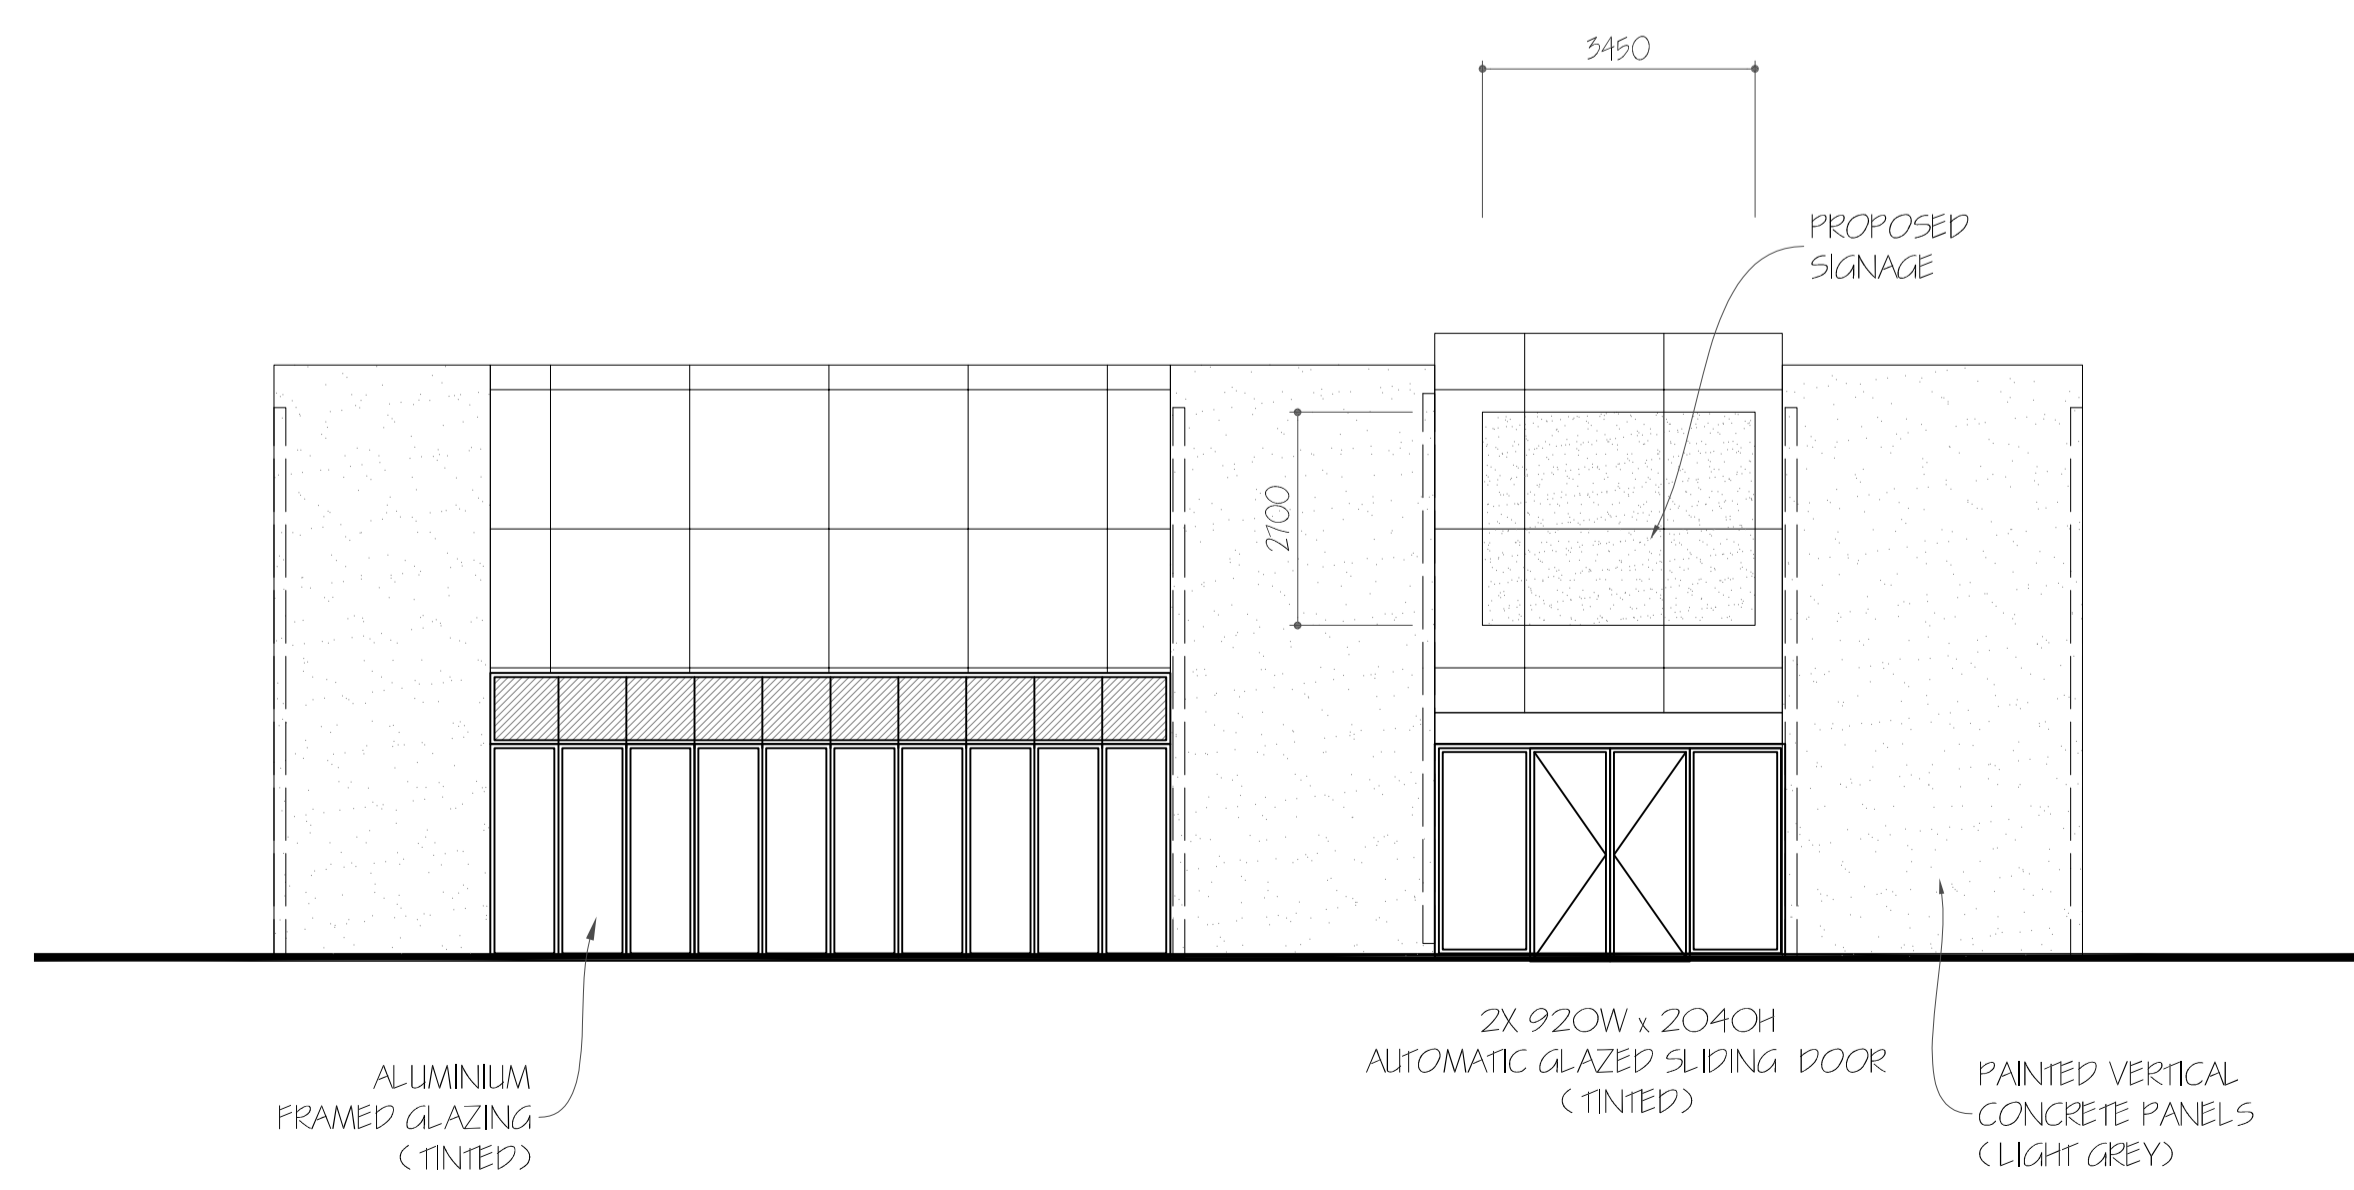 3450
PROPOSED
SIGNAGE
2700
2X 920W x 2040H
AUTOMATIC GLAZED SLIDING DOOR
(TINTED)
ALUMINIUM
FRAMED GLAZING
(TINTED)
PAINTED VERTICAL
CONCRETE PANELS
(LIGHT GREY)